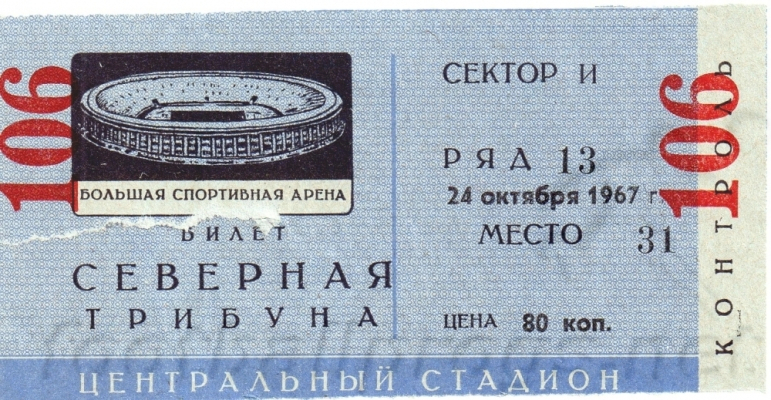 106
БОЛЬШАЯ СПОРТИВНАЯ АРЕНА
БИЛЕТ
СЕВЕРНАЯ
ТРИБУНА
СЕКТОР И
РЯД 13
24 октября 1967 г.
МЕСТО 31
ЦЕНА 80 коп.
ЦЕНТРАЛЬНЫЙ СТАДИОН
106
КОНТРОЛЬ